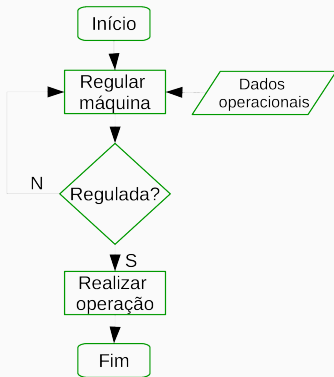 Início
Regular
máquina
Dados
operacionais
Regulada?
N
S
Realizar
operação
Fim